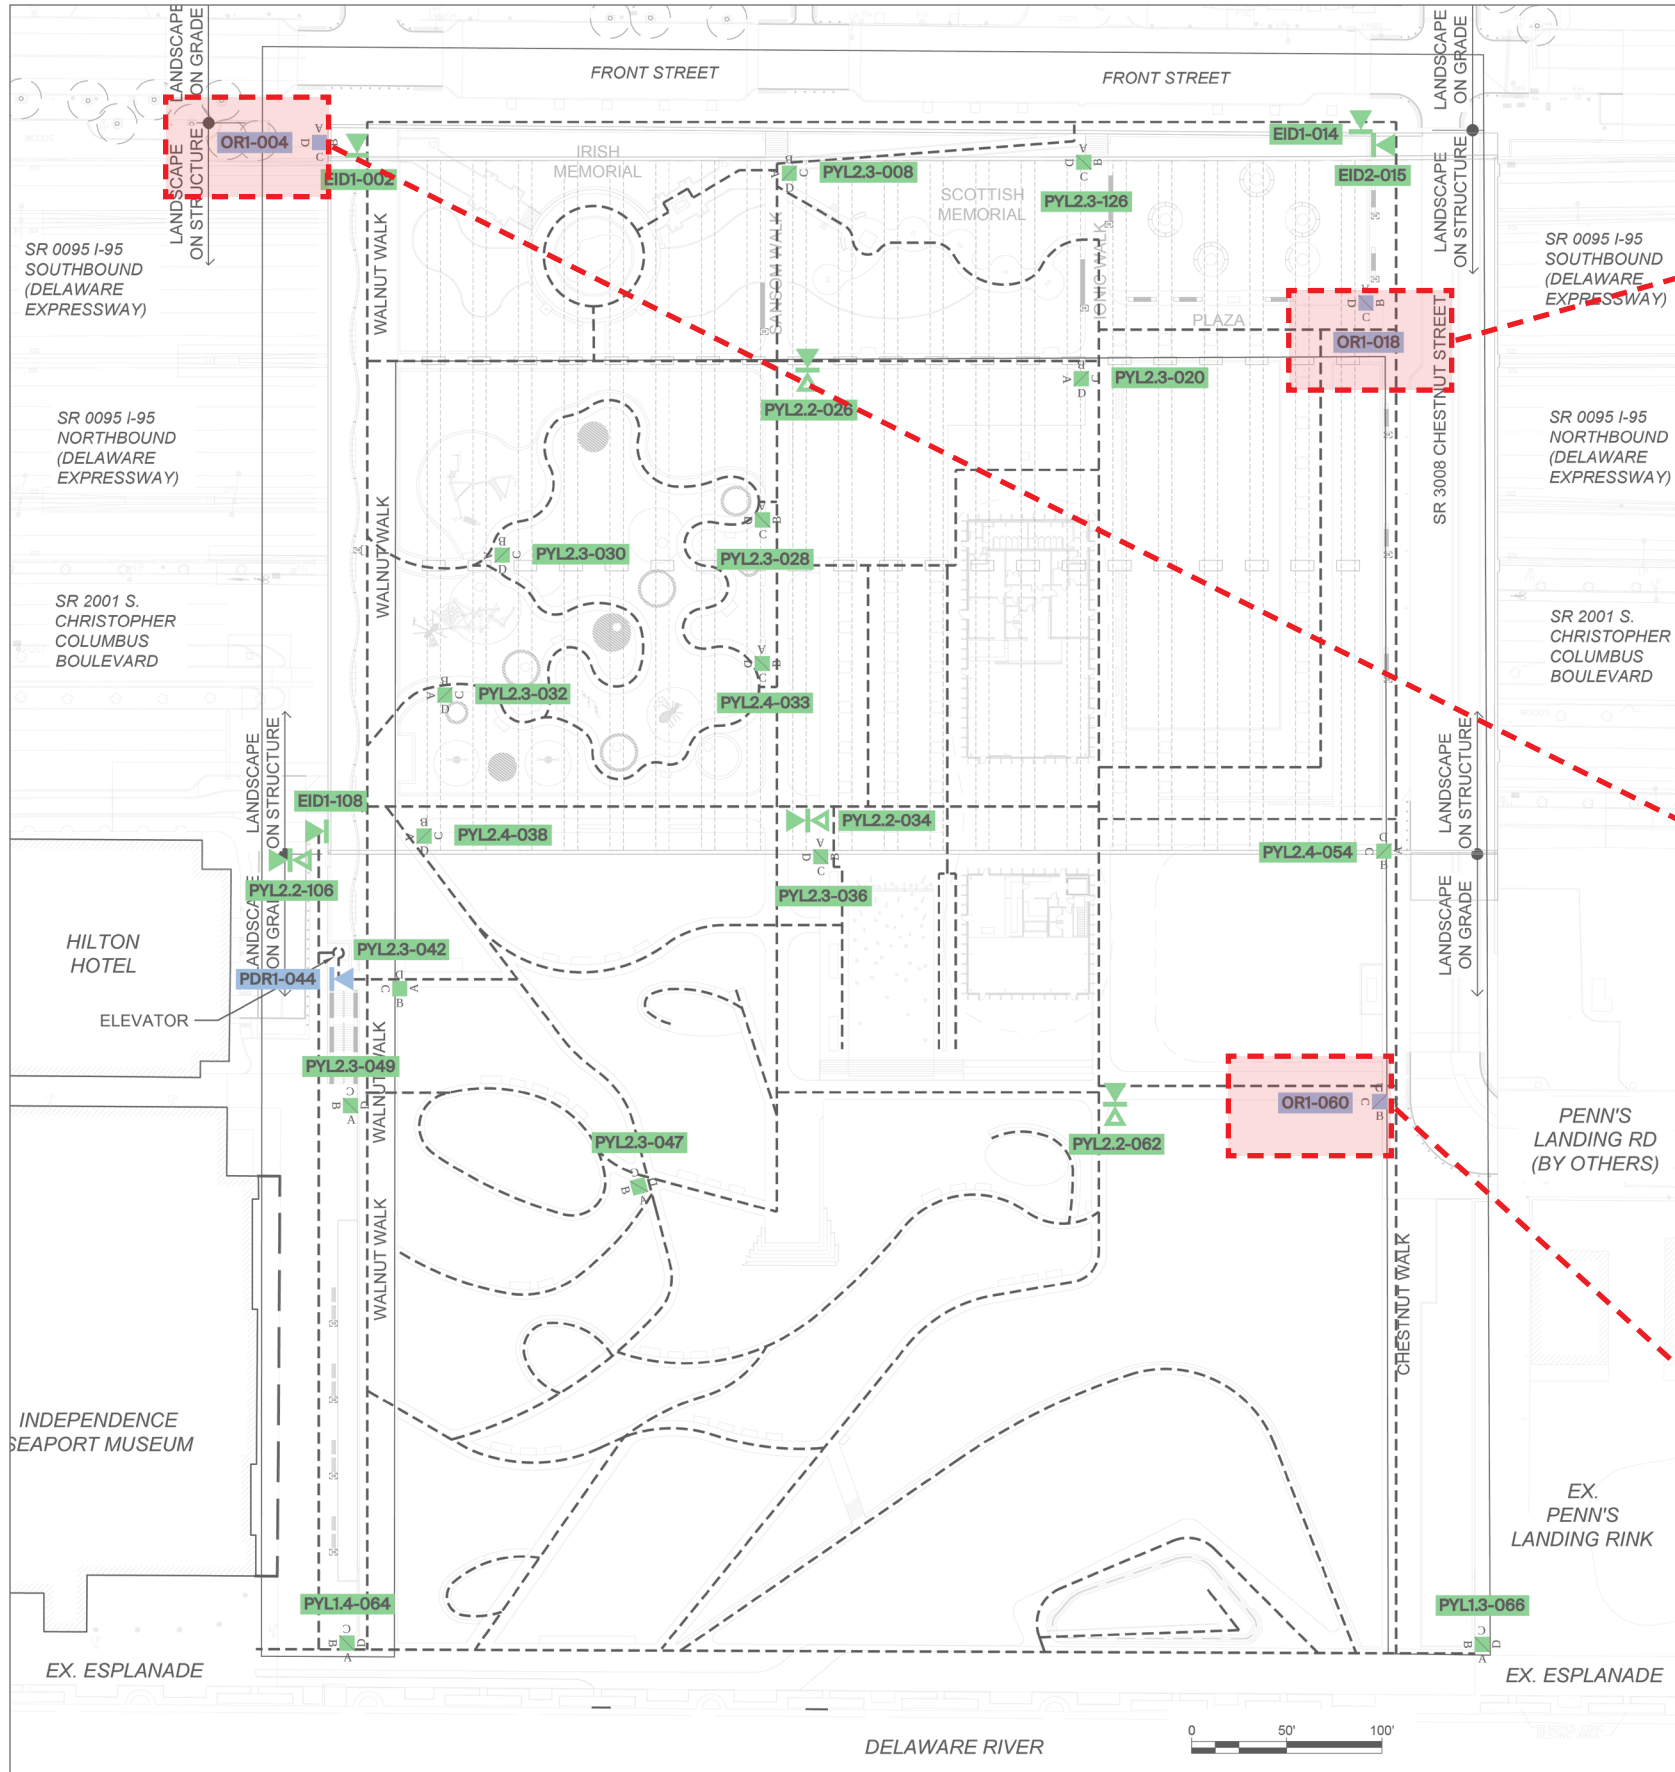 LANDSCAPE
ON GRADE
LANDSCAPE
ON STRUCTURE
FRONT STREET
FRONT STREET
LANDSCAPE
ON GRADE
LANDSCAPE
ON STRUCTURE
OR1-004
A
B
C
D
EID1-002
IRISH
MEMORIAL
PYL2.3-008
A
B
C
D
SCOTTISH
MEMORIAL
PYL2.3-126
A
B
C
D
EID1-014
EID2-015
SR 0095 I-95
SOUTHBOUND
(DELAWARE
EXPRESSWAY)
WALNUT WALK
SANSOM WALK
IONIC WALK
PLAZA
A
B
C
D
OR1-018
SR 3008 CHESTNUT STREET
SR 0095 I-95
SOUTHBOUND
(DELAWARE
EXPRESSWAY)
PYL2.2-026
PYL2.3-020
A
B
C
D
SR 0095 I-95
NORTHBOUND
(DELAWARE
EXPRESSWAY)
SR 0095 I-95
NORTHBOUND
(DELAWARE
EXPRESSWAY)
WALNUT WALK
PYL2.3-030
A
B
C
D
PYL2.3-028
A
B
C
D
SR 2001 S.
CHRISTOPHER
COLUMBUS
BOULEVARD
SR 2001 S.
CHRISTOPHER
COLUMBUS
BOULEVARD
PYL2.3-032
A
B
C
D
PYL2.4-033
A
B
C
D
LANDSCAPE
ON STRUCTURE
LANDSCAPE
ON STRUCTURE
EID1-108
PYL2.4-038
A
B
C
D
PYL2.2-034
PYL2.4-054
A
B
C
D
PYL2.2-106
PYL2.3-036
A
B
C
D
LANDSCAPE
ON GRADE
LANDSCAPE
ON GRADE
HILTON
HOTEL
PYL2.3-042
A
B
C
D
PDR1-044
ELEVATOR
WALNUT WALK
PYL2.3-049
A
B
C
D
OR1-060
B
C
D
PYL2.3-047
A
B
C
D
PYL2.2-062
PENN'S
LANDING RD
(BY OTHERS)
WALNUT WALK
CHESTNUT WALK
INDEPENDENCE
SEAPORT MUSEUM
EX.
PENN'S
LANDING RINK
PYL1.4-064
A
B
C
D
PYL1.3-066
A
B
C
D
EX. ESPLANADE
EX. ESPLANADE
DELAWARE RIVER
0 50' 100'